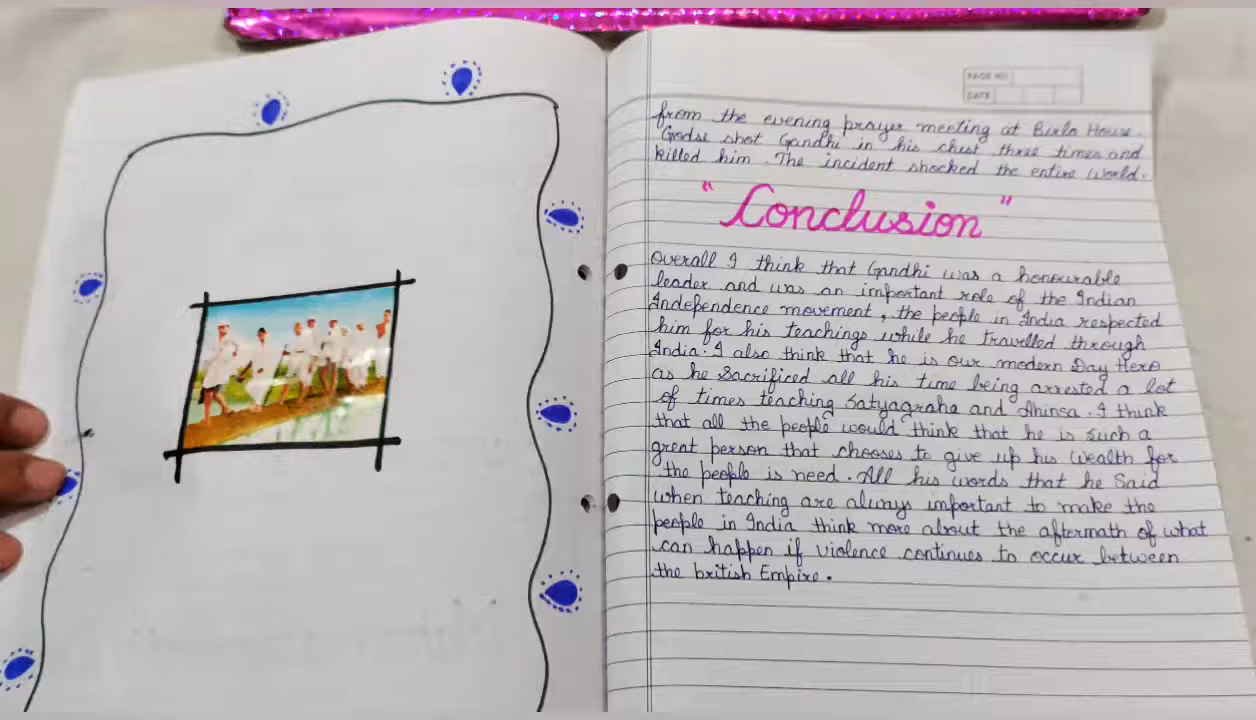 PAGE NO.
DATE
from the evening prayer meeting at Birla House.
Godse shot Gandhi in his chest three times and
killed him. The incident shocked the entire World.
"Conclusion"
Overall I think that Gandhi was a honourable
leader and was an important role of the Indian
Independence movement, the people in India respected
him for his teachings while he travelled through
India. I also think that he is our modern Day Hero
as he Sacrificed all his time being arrested a lot
of times teaching Satyagraha and Ahinsa. I think
that all the people would think that he is such a
great person that chooses to give up his wealth for
the people is need. All his words that he Said
when teaching are always important to make the
people in India think more about the aftermath of what
can happen if violence continues to occur between
the british Empire.